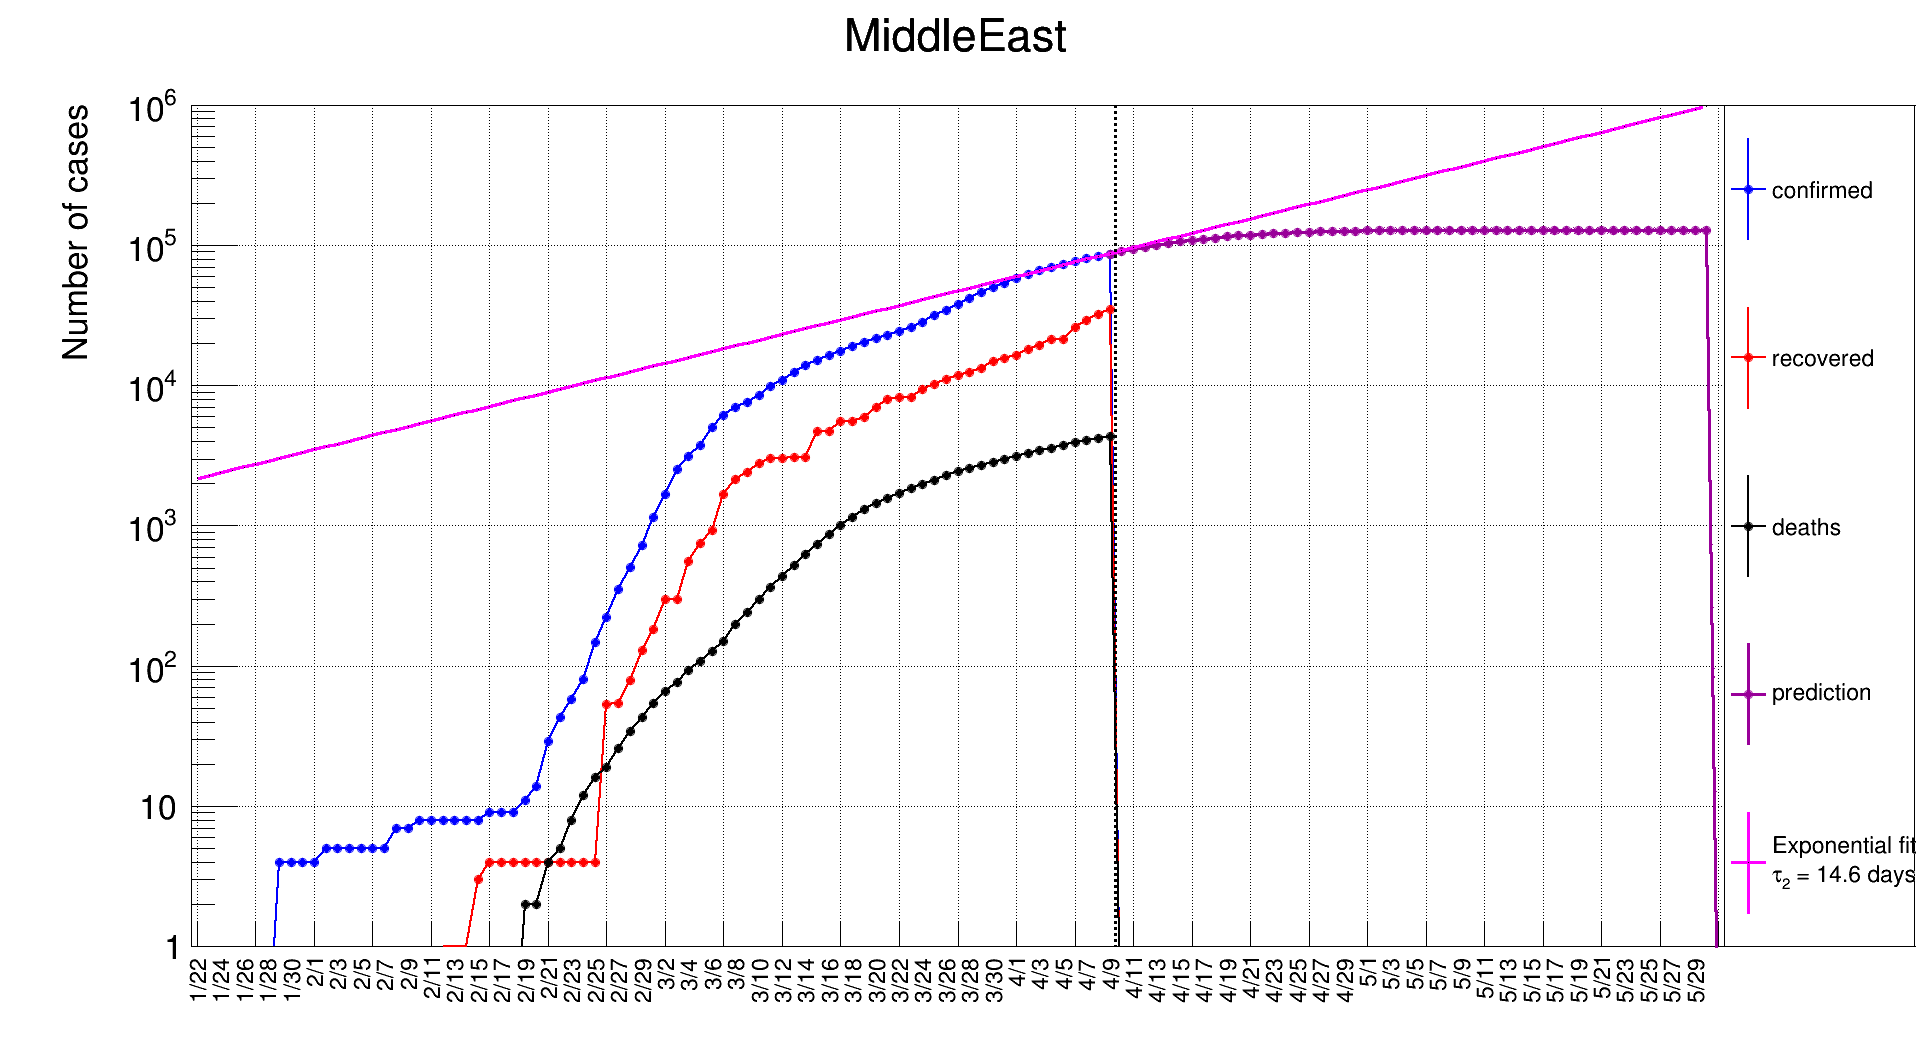 MiddleEast
Number of cases
10^6
10^5
10^4
10^3
10^2
10
1
1/22 1/24 1/26 1/28 1/30 2/1 2/3 2/5 2/7 2/9 2/11 2/13 2/15 2/17 2/19 2/21 2/23 2/25 2/27 2/29 3/2 3/4 3/6 3/8 3/10 3/12 3/14 3/16 3/18 3/20 3/22 3/24 3/26 3/28 3/30 4/1 4/3 4/5 4/7 4/9 4/11 4/13 4/15 4/17 4/19 4/21 4/23 4/25 4/27 4/29 5/1 5/3 5/5 5/7 5/9 5/11 5/13 5/15 5/17 5/19 5/21 5/23 5/25 5/27 5/29
confirmed
recovered
deaths
prediction
Exponential fit
τ₂ = 14.6 days